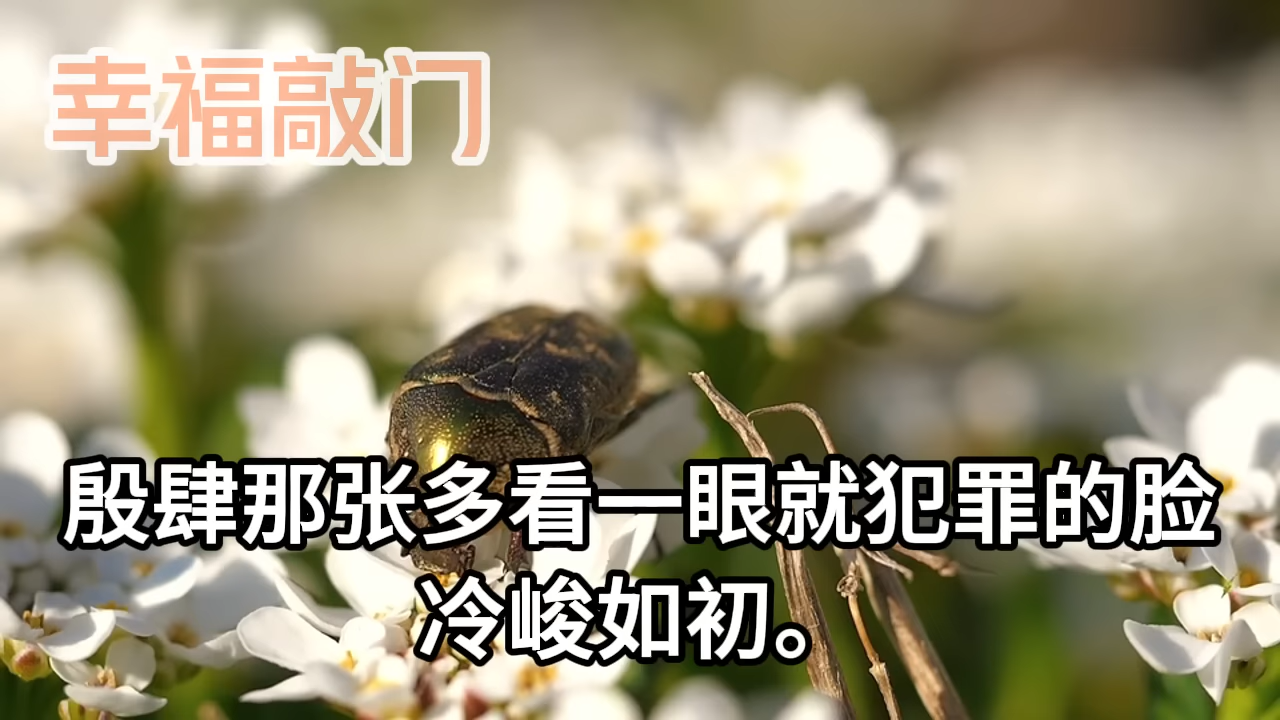 幸福敲门
殷肆那张多看一眼就犯罪的脸
冷峻如初。